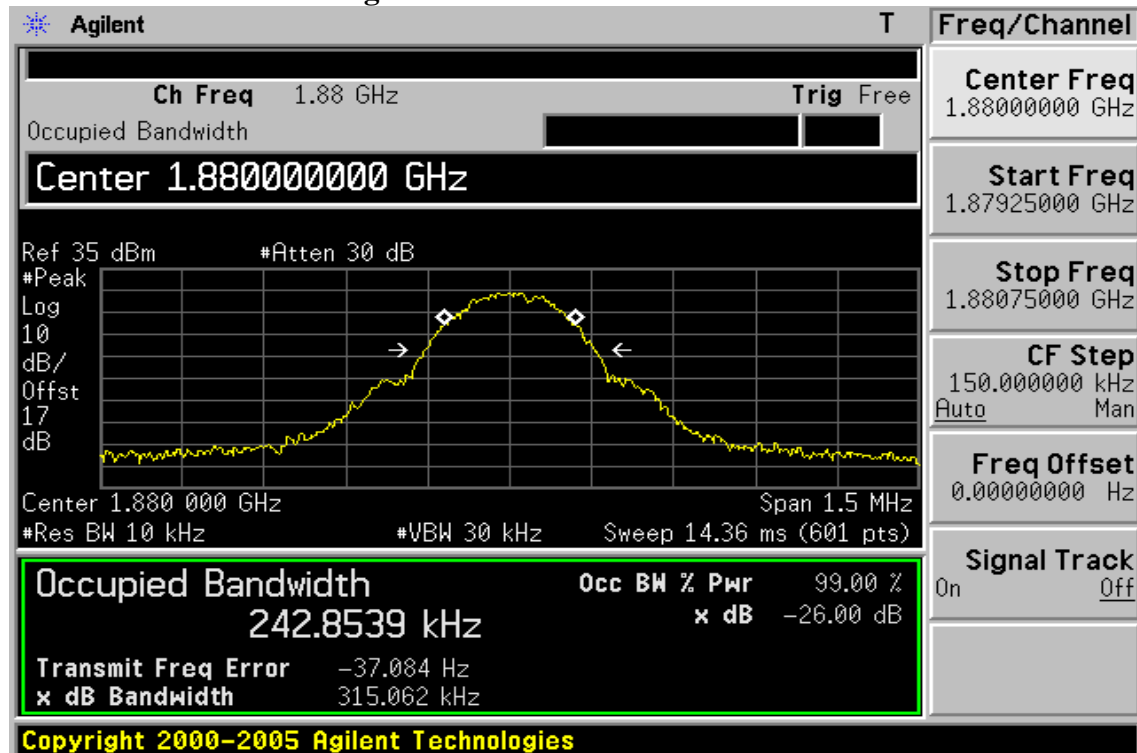 Agilent T Freq/Channel
Ch Freq 1.88 GHz Trig Free
Occupied Bandwidth
Center 1.880000000 GHz
Ref 35 dBm #Atten 30 dB
#Peak
Log
10
dB/
Offst
17
dB
Center 1.880 000 GHz Span 1.5 MHz
#Res BW 10 kHz #VBW 30 kHz Sweep 14.36 ms (601 pts)
Occupied Bandwidth
242.8539 kHz
Occ BW % Pwr 99.00 %
x dB -26.00 dB
Transmit Freq Error -37.084 Hz
x dB Bandwidth 315.062 kHz
Center Freq
1.88000000 GHz
Start Freq
1.87925000 GHz
Stop Freq
1.88075000 GHz
CF Step
150.000000 kHz
Auto Man
Freq Offset
0.00000000 Hz
Signal Track
On Off
Copyright 2000-2005 Agilent Technologies